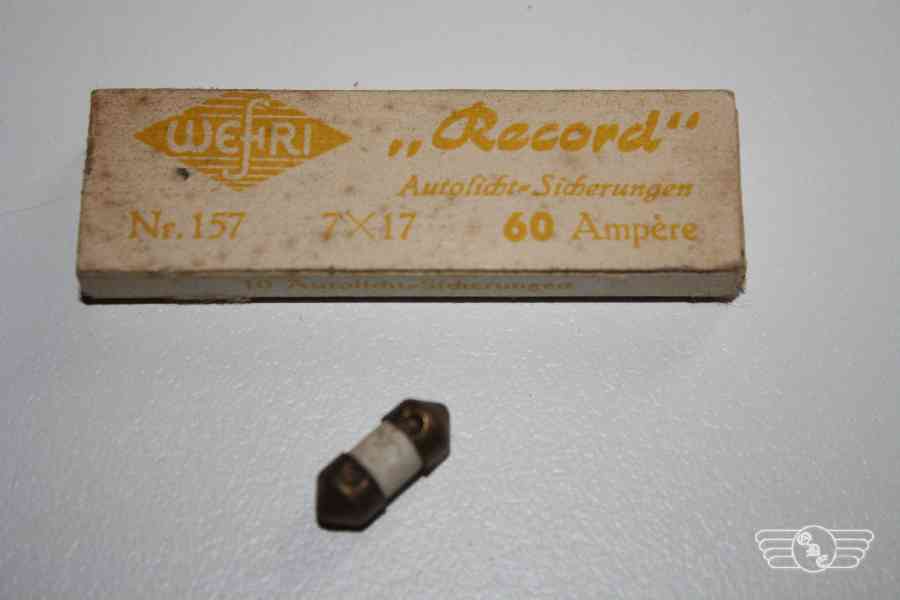 WEFRI
„Record“
Autolicht-Sicherungen
Nr. 157 7×17 60 Ampère
10 Autolicht-Sicherungen